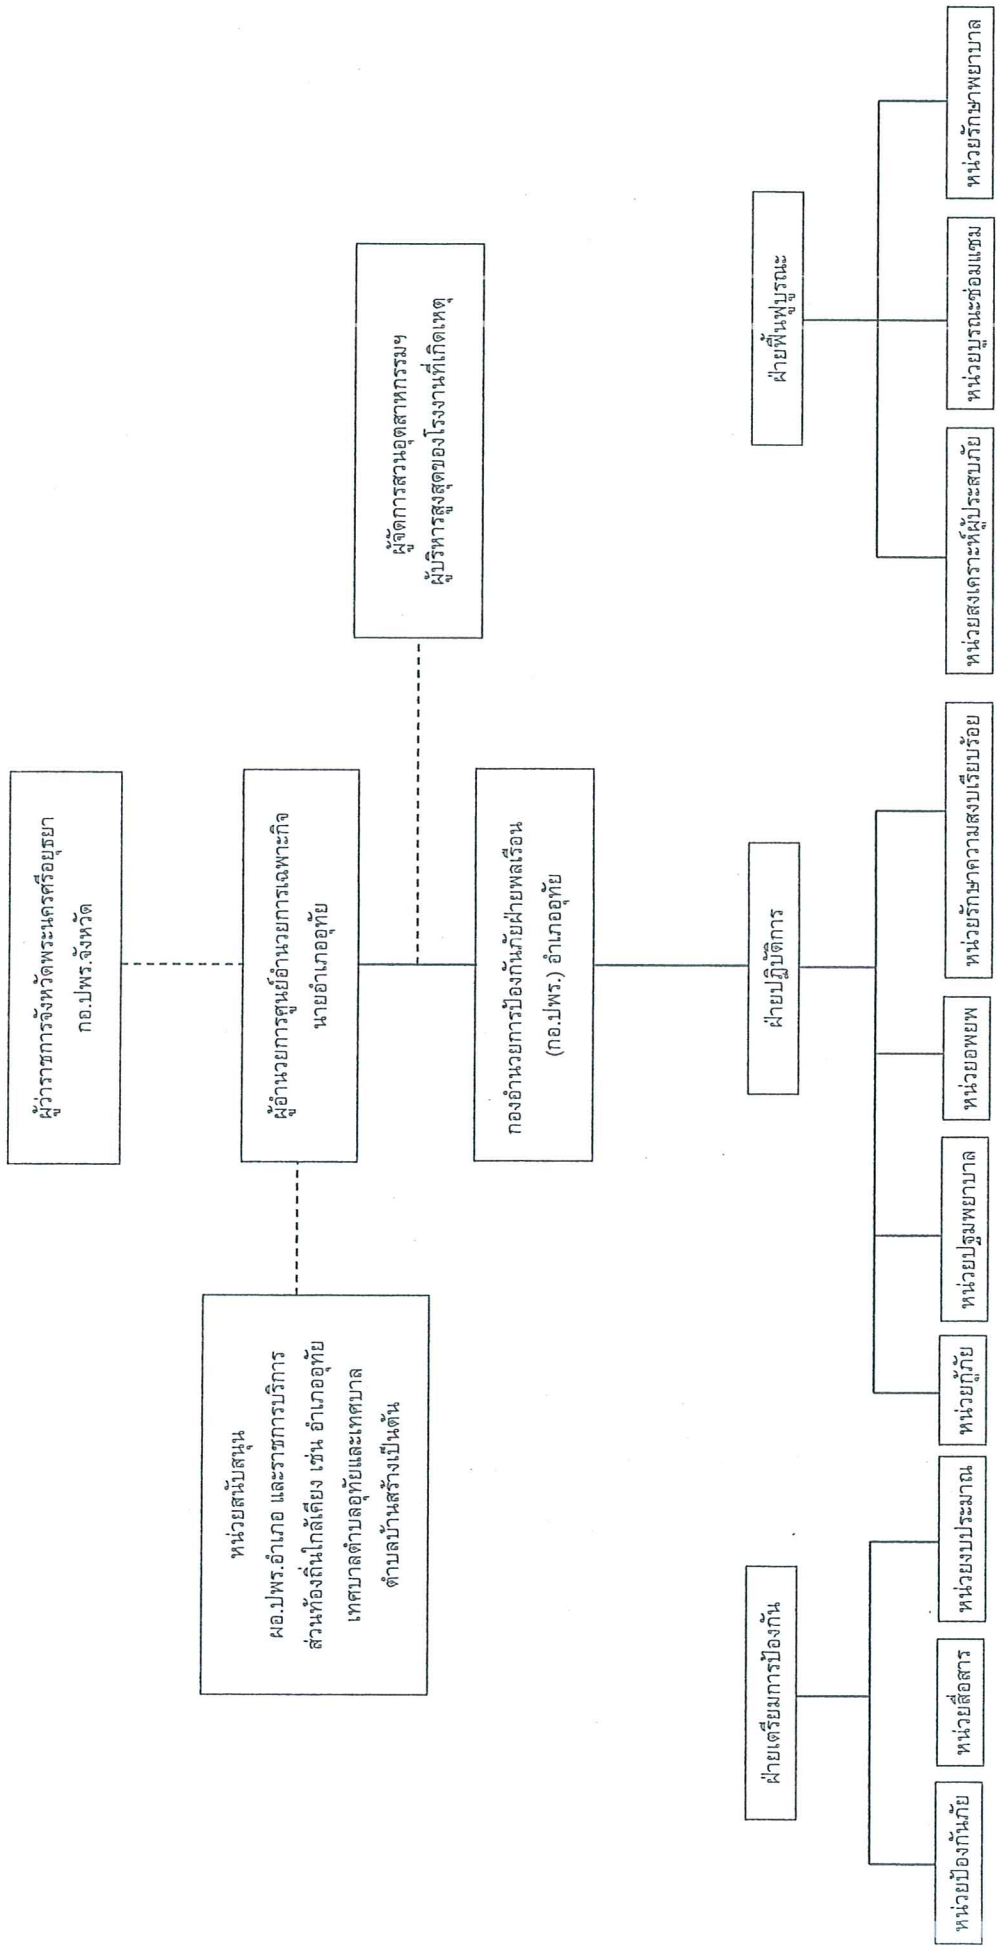 ผู้ว่าราชการจังหวัดพระนครศรีอยุธยา
กอ.ปพร.จังหวัด
หน่วยสนับสนุน
ผอ.ปพร.อำเภอ และราชการบริการ
ส่วนท้องถิ่นใกล้เคียง เช่น อำเภออุทัย
เทศบาลตำบลอุทัยและเทศบาล
ตำบลบ้านสร้างเป็นต้น
ผู้อำนวยการศูนย์อำนวยการเฉพาะกิจ
นายอำเภออุทัย
ผู้จัดการสวนอุตสาหกรรมฯ
ผู้บริหารสูงสุดของโรงงานที่เกิดเหตุ
กองอำนวยการป้องกันภัยฝ่ายพลเรือน
(กอ.ปพร.) อำเภออุทัย
ฝ่ายเตรียมการป้องกัน
ฝ่ายปฏิบัติการ
ฝ่ายฟื้นฟูบูรณะ
หน่วยป้องกันภัย
หน่วยสื่อสาร
หน่วยงบประมาณ
หน่วยกู้ภัย
หน่วยปฐมพยาบาล
หน่วยอพยพ
หน่วยรักษาความสงบเรียบร้อย
หน่วยสงเคราะห์ผู้ประสบภัย
หน่วยบูรณะซ่อมแซม
หน่วยรักษาพยาบาล